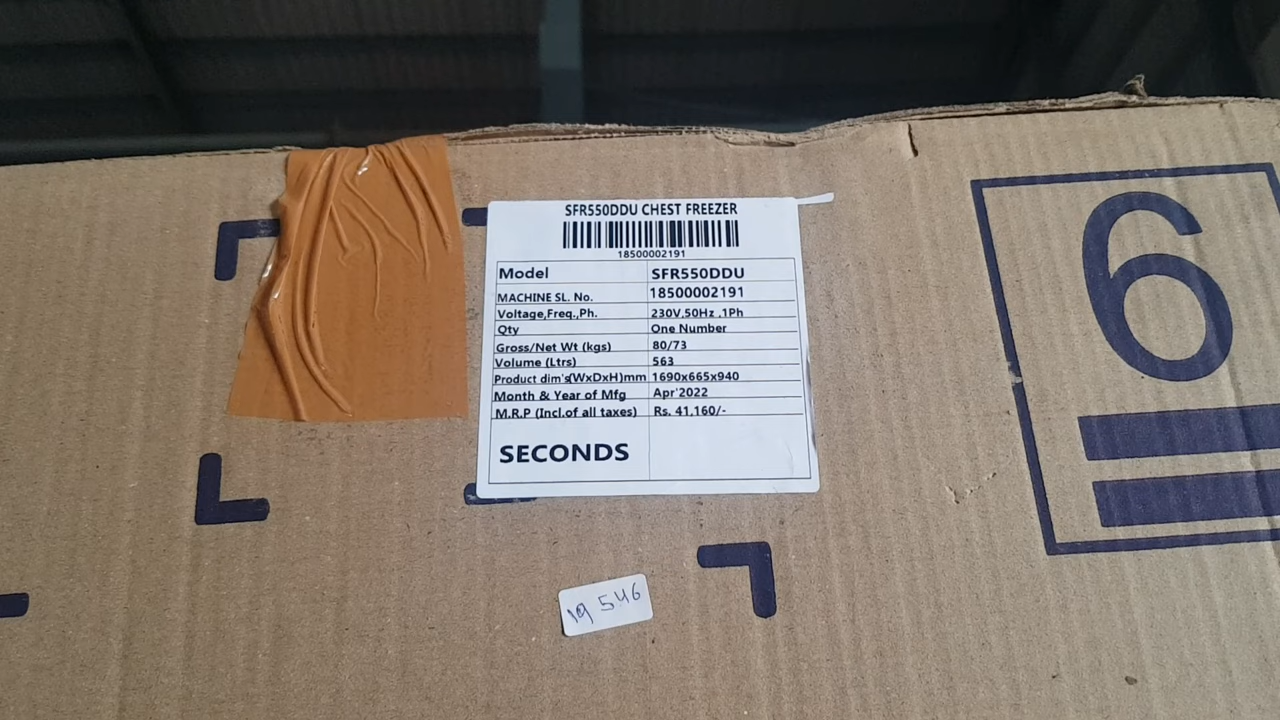 SFR550DDU CHEST FREEZER
18500002191
Model SFR550DDU
MACHINE SL. No. 18500002191
Voltage,Freq.,Ph. 230V,50Hz ,1Ph
Qty One Number
Gross/Net Wt (kgs) 80/73
Volume (Ltrs) 563
Product dim's(WxDxH)mm 1690x665x940
Month & Year of Mfg Apr'2022
M.R.P (Incl.of all taxes) Rs. 41,160/-
SECONDS
6
19 546